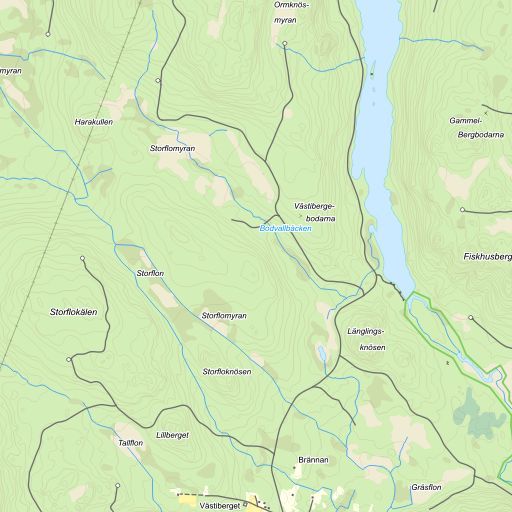 Ormknös-
myran
myran
Harakullen
Gammel-
Bergbodarna
Storflomyran
Västiberge-
bodarna
Bodvallbäcken
Fiskhusberg
Storflon
Storflokälen
Storflomyran
Långlings-
knösen
Storfloknösen
Lillberget
Tallflon
Brännan
Gräsflon
Västiberget